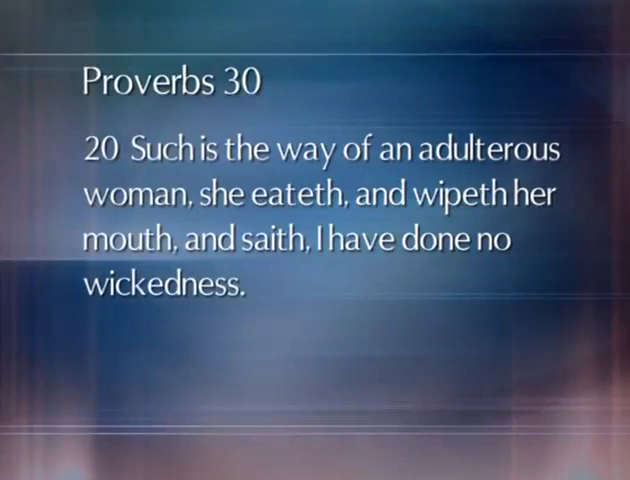 Proverbs 30
20 Such is the way of an adulterous
woman, she eateth, and wipeth her
mouth, and saith, I have done no
wickedness.